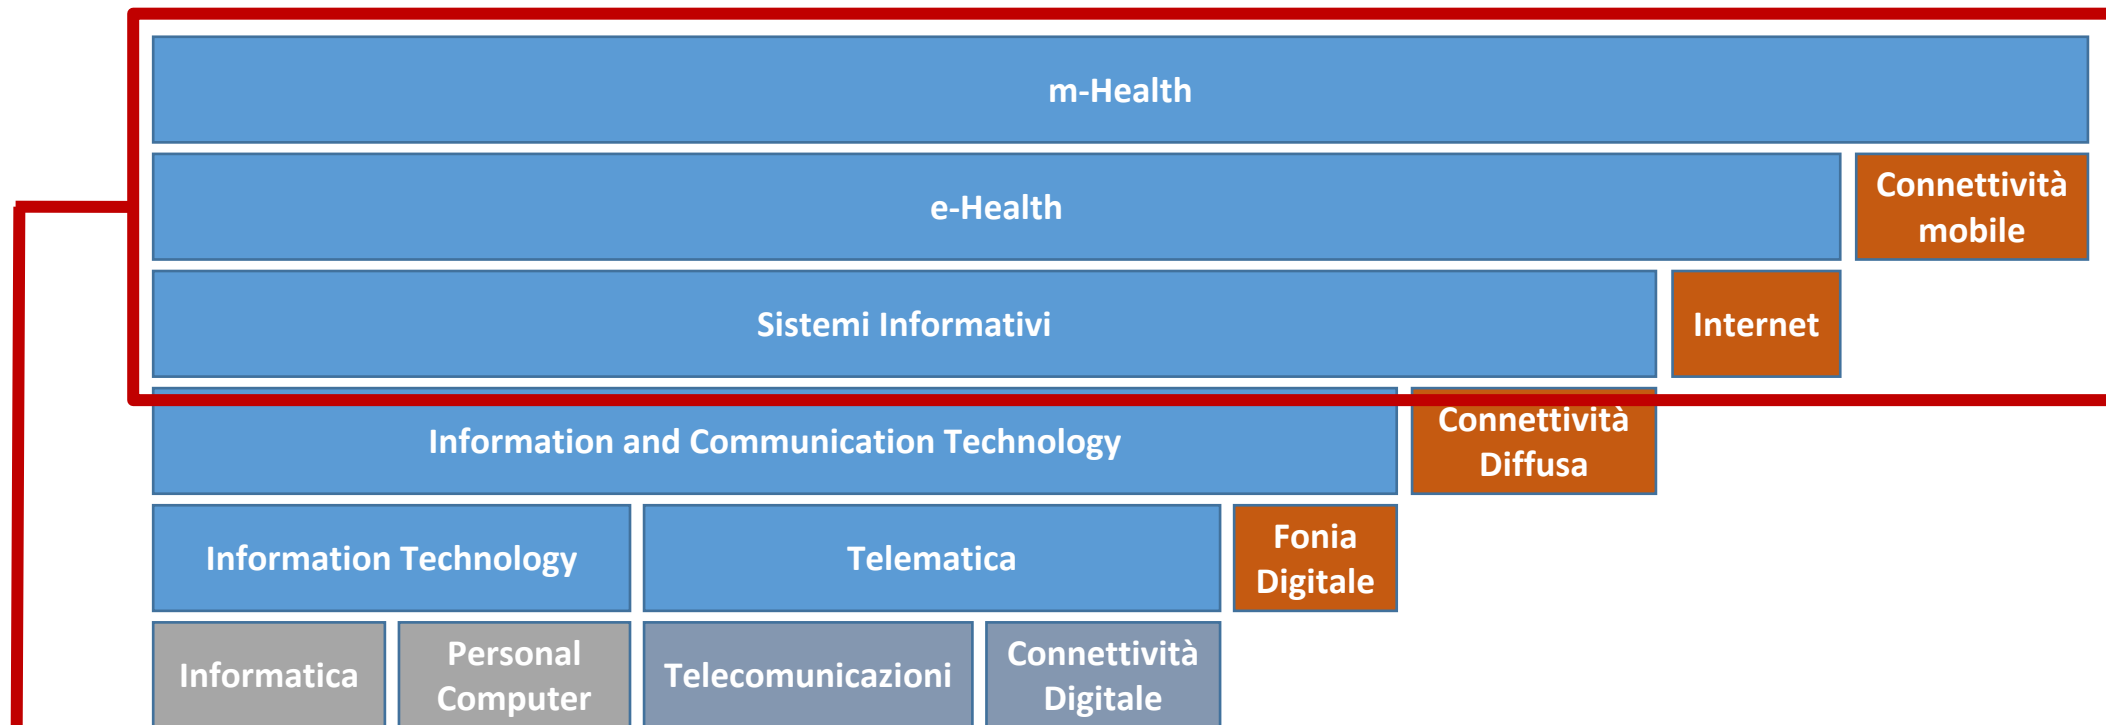 m-Health
e-Health
Connettività
mobile
Sistemi Informativi
Internet
Information and Communication Technology
Connettività
Diffusa
Information Technology
Telematica
Fonia
Digitale
Informatica
Personal
Computer
Telecomunicazioni
Connettività
Digitale